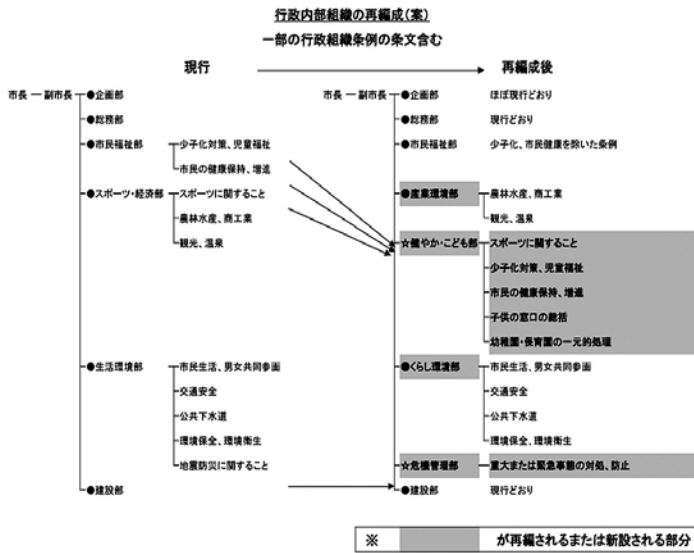 行政内部組織の再編成(案)
一部の行政組織条例の条文含む
現行 再編成後
市長 ― 副市長 ●企画部
●総務部
●市民福祉部 少子化対策、児童福祉
市民の健康保持、増進
●スポーツ・経済部 スポーツに関すること
農林水産、商工業
観光、温泉
●生活環境部 市民生活、男女共同参画
交通安全
公共下水道
環境保全、環境衛生
地震防災に関すること
●建設部
市長 ― 副市長 ●企画部 ほぼ現行どおり
●総務部 現行どおり
●市民福祉部 少子化、市民健康を除いた条例
●産業環境部 農林水産、商工業
観光、温泉
☆健やか・こども部 スポーツに関すること
少子化対策、児童福祉
市民の健康保持、増進
子供の窓口の総括
幼稚園・保育園の一元的処理
●くらし環境部 市民生活、男女共同参画
交通安全
公共下水道
環境保全、環境衛生
☆危機管理部 重大または緊急事態の対処、防止
●建設部 現行どおり
※ が再編されるまたは新設される部分